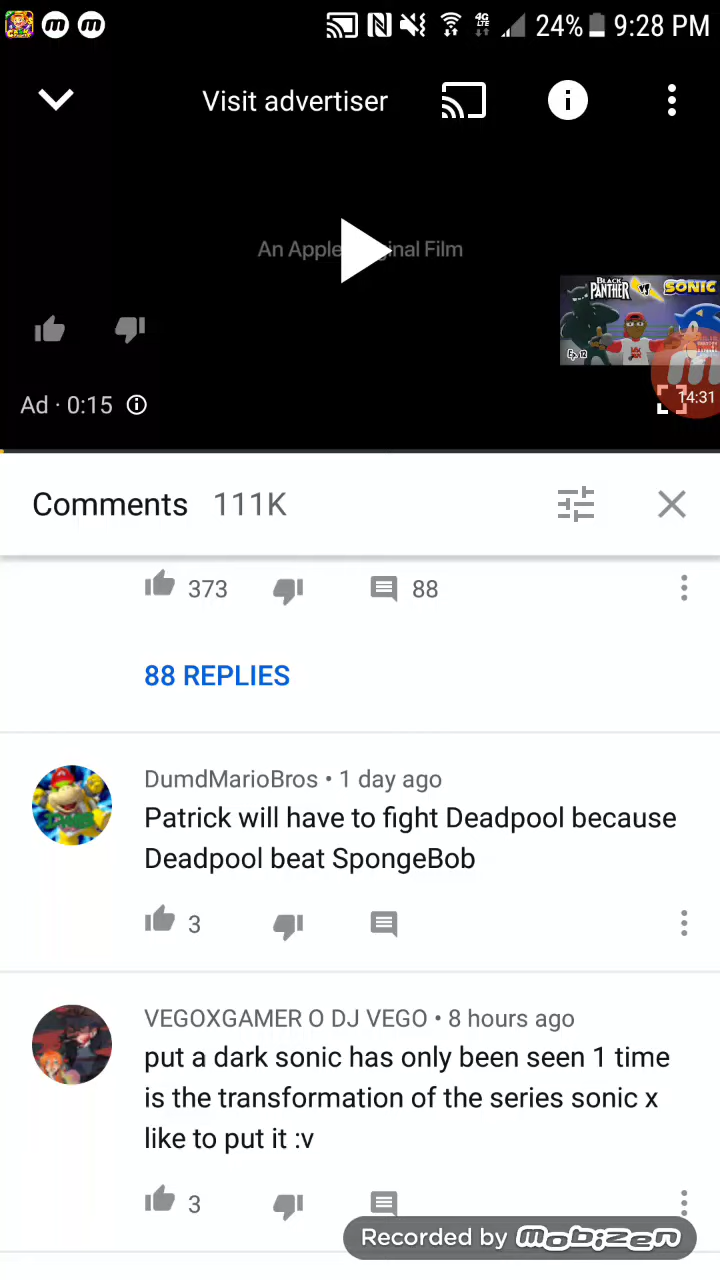 24% 9:28 PM
Visit advertiser
An Apple inal Film
BLACK PANTHER VS SONIC
Ep 12
14:31
Ad · 0:15
Comments 111K
373 88
88 REPLIES
DumdMarioBros • 1 day ago
Patrick will have to fight Deadpool because
Deadpool beat SpongeBob
3
VEGOXGAMER O DJ VEGO • 8 hours ago
put a dark sonic has only been seen 1 time
is the transformation of the series sonic x
like to put it :v
3
Recorded by mobizen